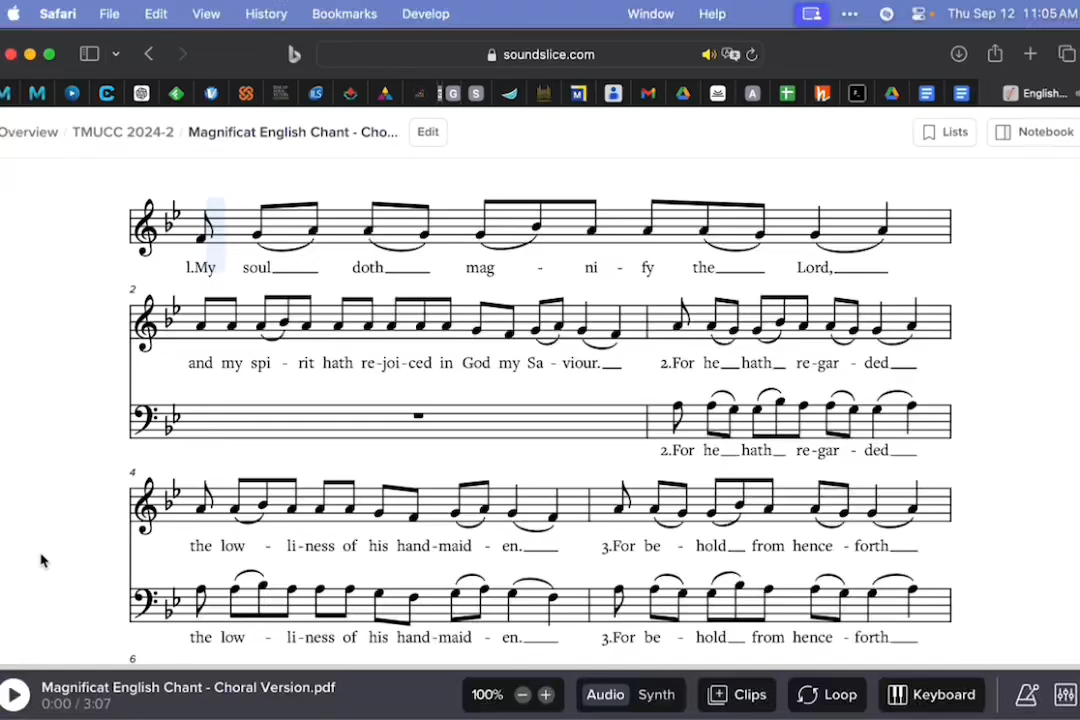 Safari File Edit View History Bookmarks Develop Window Help Thu Sep 12 11:05 AM
soundslice.com
English...
Overview / TMUCC 2024-2 / Magnificat English Chant - Cho... Edit Lists Notebook
1.My soul doth mag - ni - fy the Lord,
2
and my spi - rit hath re-joi-ced in God my Sa - viour. 2.For he hath re-gar - ded
2.For he hath re-gar - ded
4
the low - li-ness of his hand-maid - en. 3.For be - hold from hence - forth
the low - li-ness of his hand-maid - en. 3.For be - hold from hence - forth
6
Magnificat English Chant - Choral Version.pdf
0:00 / 3:07
100% Audio Synth Clips Loop Keyboard